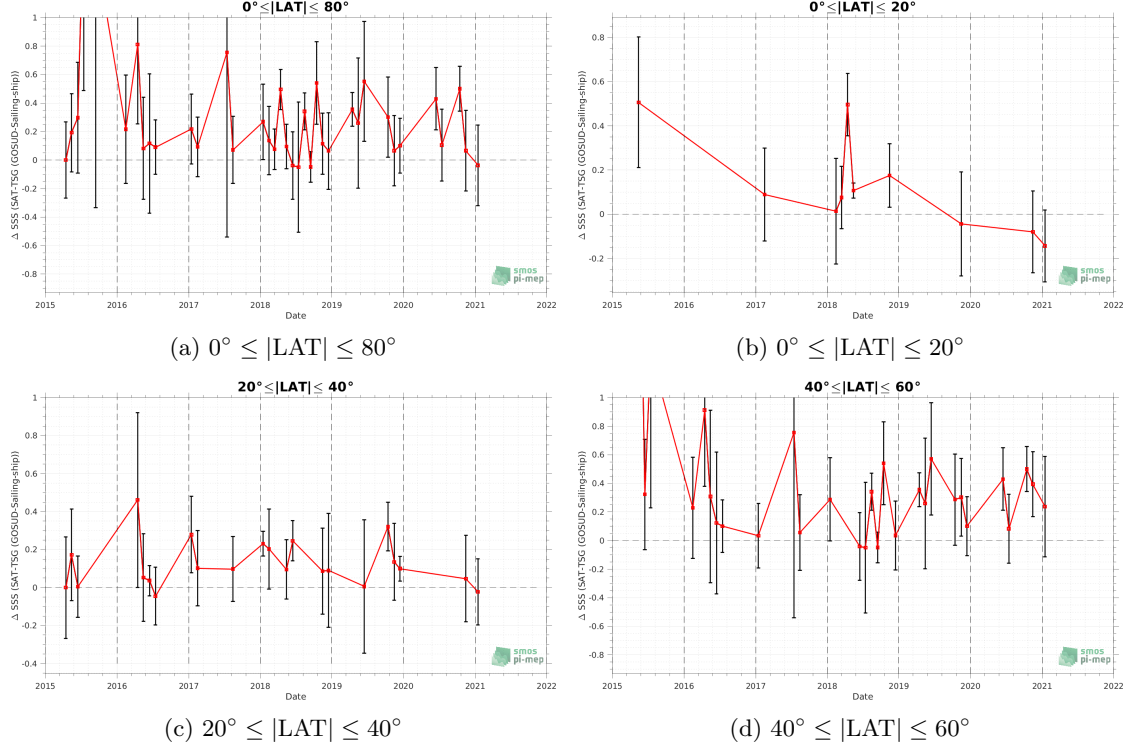 0°≤|LAT|≤ 80°
Δ SSS (SAT-TSG (GOSUD-Sailing-ship))
1
0.8
0.6
0.4
0.2
0
-0.2
-0.4
-0.6
-0.8
2015 2016 2017 2018 2019 2020 2021 2022
Date
smos
pi-mep
(a) 0° ≤ |LAT| ≤ 80°
0°≤|LAT|≤ 20°
Δ SSS (SAT-TSG (GOSUD-Sailing-ship))
0.8
0.6
0.4
0.2
0
-0.2
2015 2016 2017 2018 2019 2020 2021 2022
Date
smos
pi-mep
(b) 0° ≤ |LAT| ≤ 20°
20°≤|LAT|≤ 40°
Δ SSS (SAT-TSG (GOSUD-Sailing-ship))
1
0.8
0.6
0.4
0.2
0
-0.2
-0.4
2015 2016 2017 2018 2019 2020 2021 2022
Date
smos
pi-mep
(c) 20° ≤ |LAT| ≤ 40°
40°≤|LAT|≤ 60°
Δ SSS (SAT-TSG (GOSUD-Sailing-ship))
1
0.8
0.6
0.4
0.2
0
-0.2
-0.4
-0.6
-0.8
2015 2016 2017 2018 2019 2020 2021 2022
Date
smos
pi-mep
(d) 40° ≤ |LAT| ≤ 60°